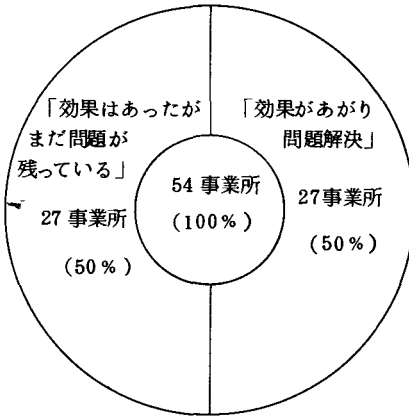 「効果はあったが
まだ問題が
残っている」
27 事業所
(50%)
54 事業所
(100%)
「効果があがり
問題解決」
27事業所
(50%)